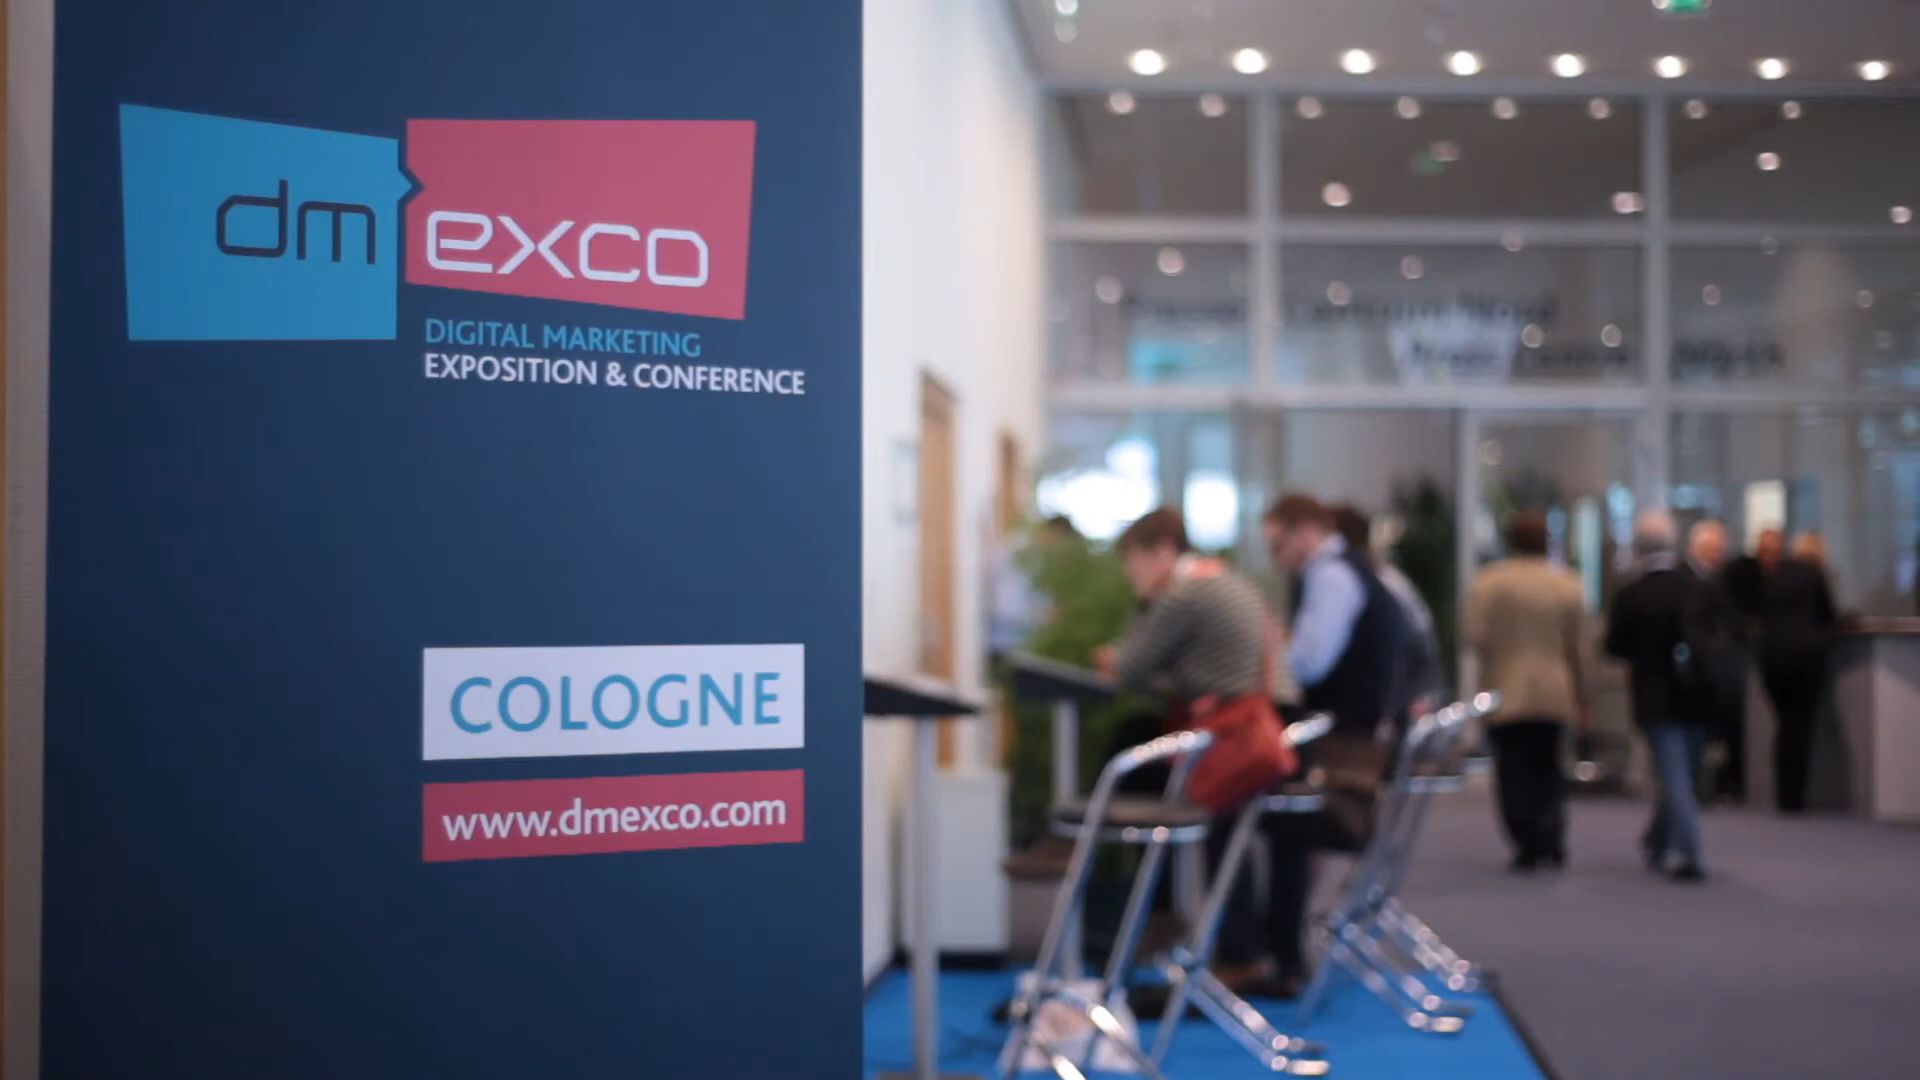 dm exco
DIGITAL MARKETING
EXPOSITION & CONFERENCE
COLOGNE
www.dmexco.com